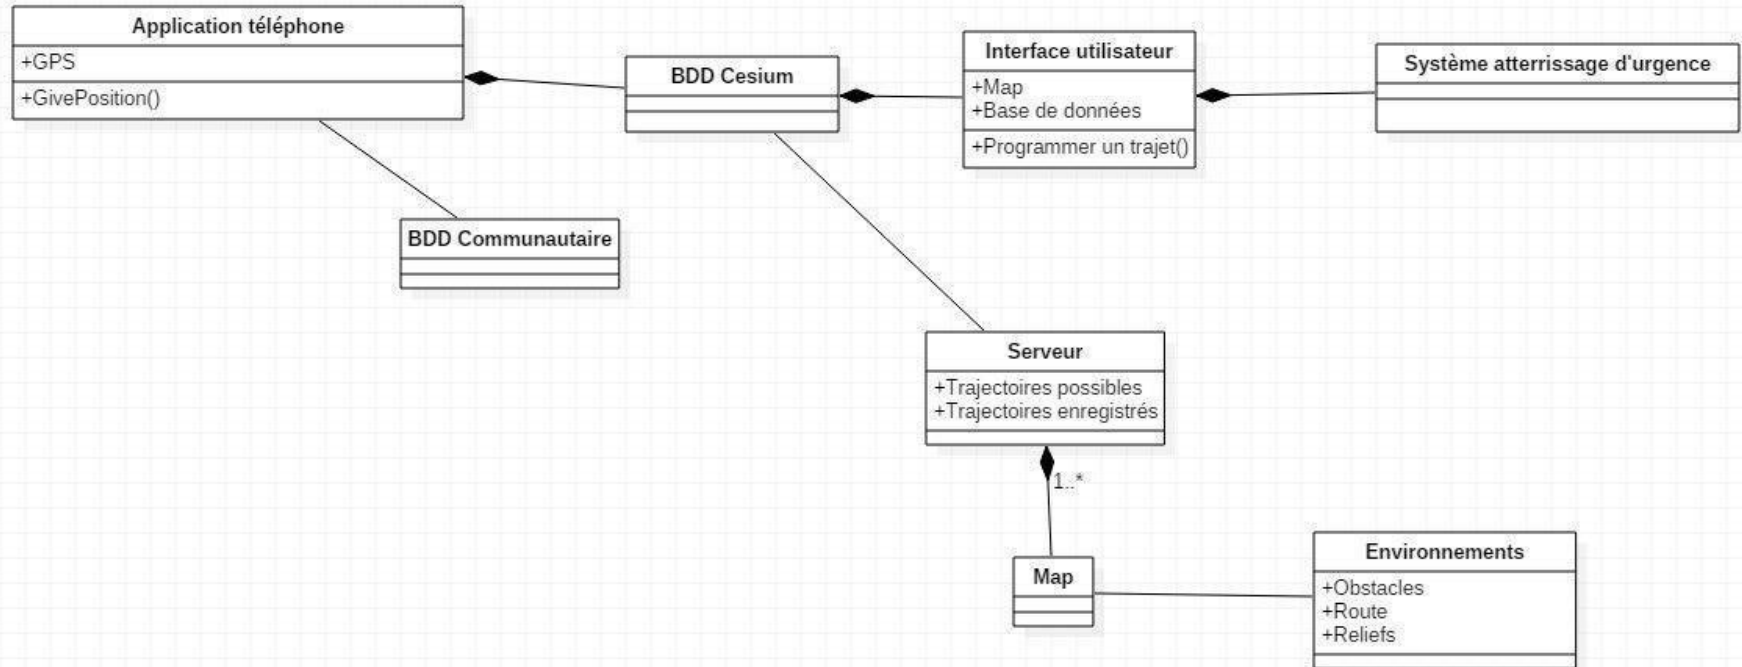 Application téléphone
+GPS
+GivePosition()
BDD Cesium
Interface utilisateur
+Map
+Base de données
+Programmer un trajet()
Système atterrissage d'urgence
BDD Communautaire
Serveur
+Trajectoires possibles
+Trajectoires enregistrés
1..*
Map
Environnements
+Obstacles
+Route
+Reliefs